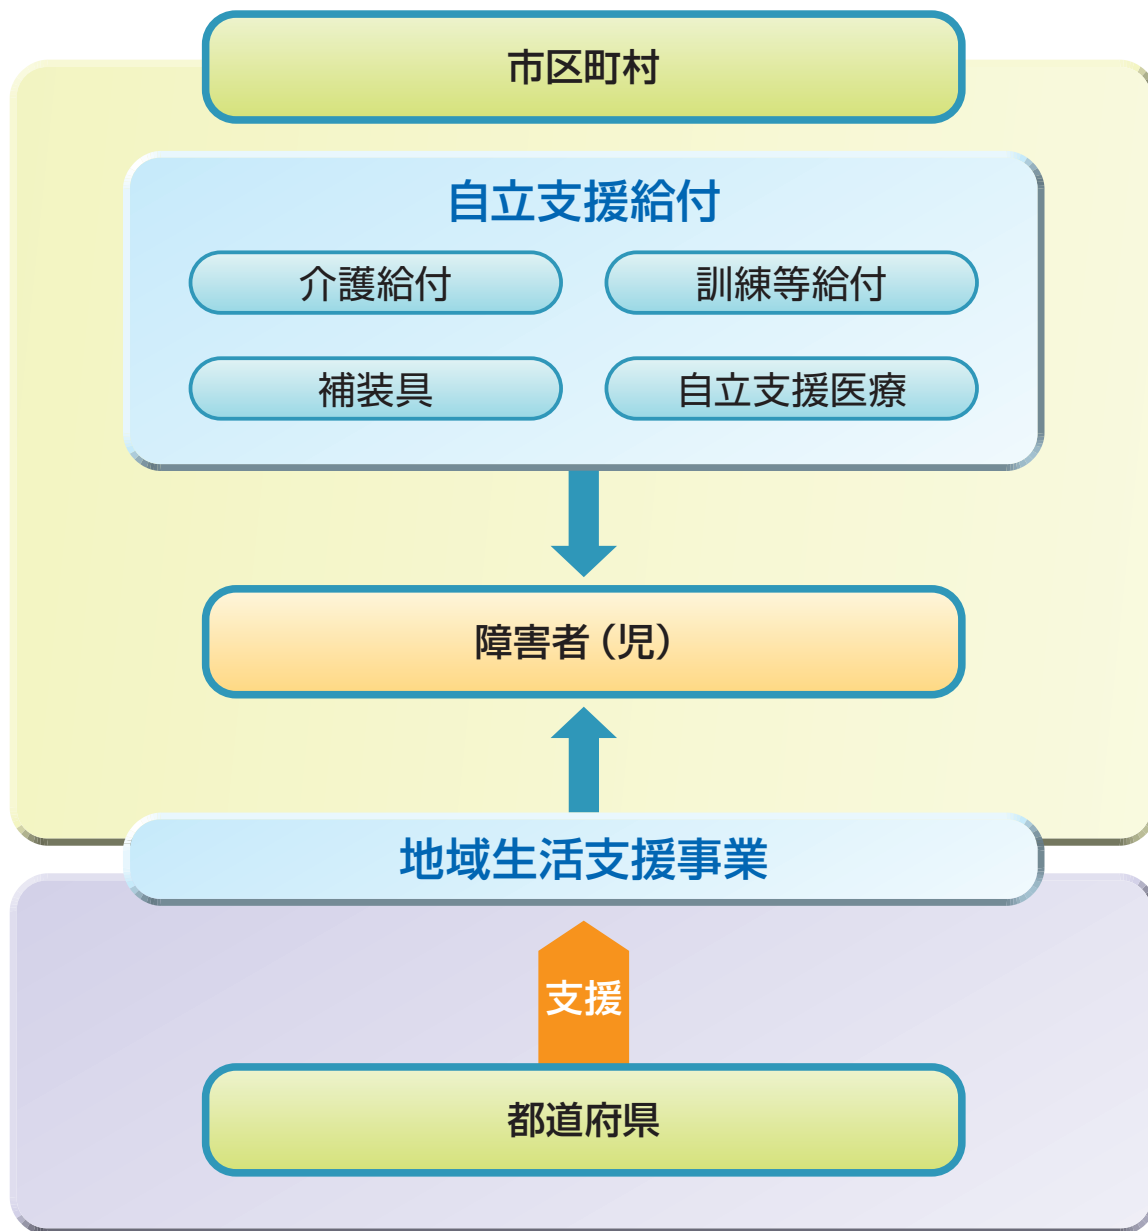 市区町村
自立支援給付
介護給付
訓練等給付
補装具
自立支援医療
障害者（児）
地域生活支援事業
支援
都道府県